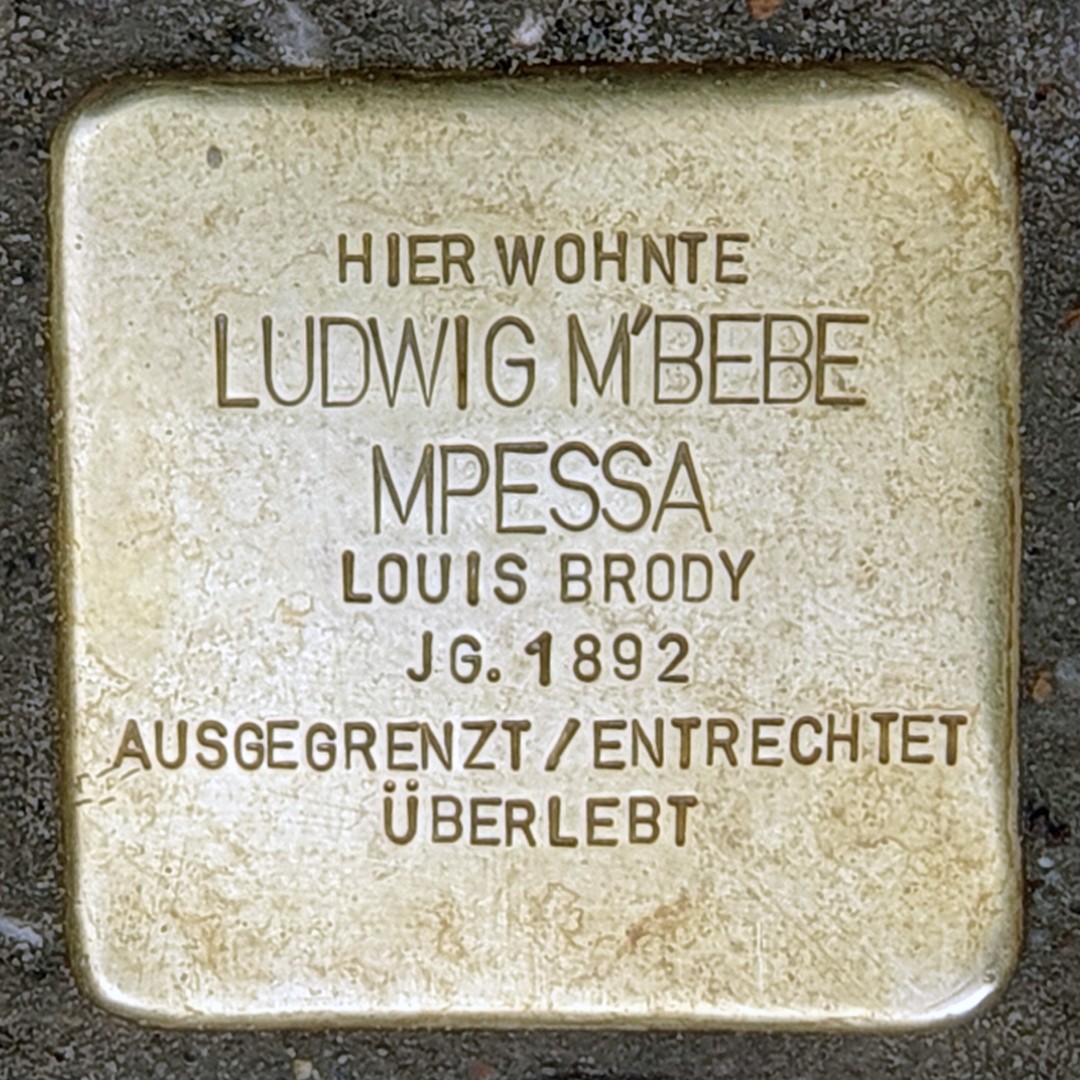 HIER WOHNTE
LUDWIG M'BEBE
MPESSA
LOUIS BRODY
JG. 1892
AUSGEGRENZT / ENTRECHTET
ÜBERLEBT